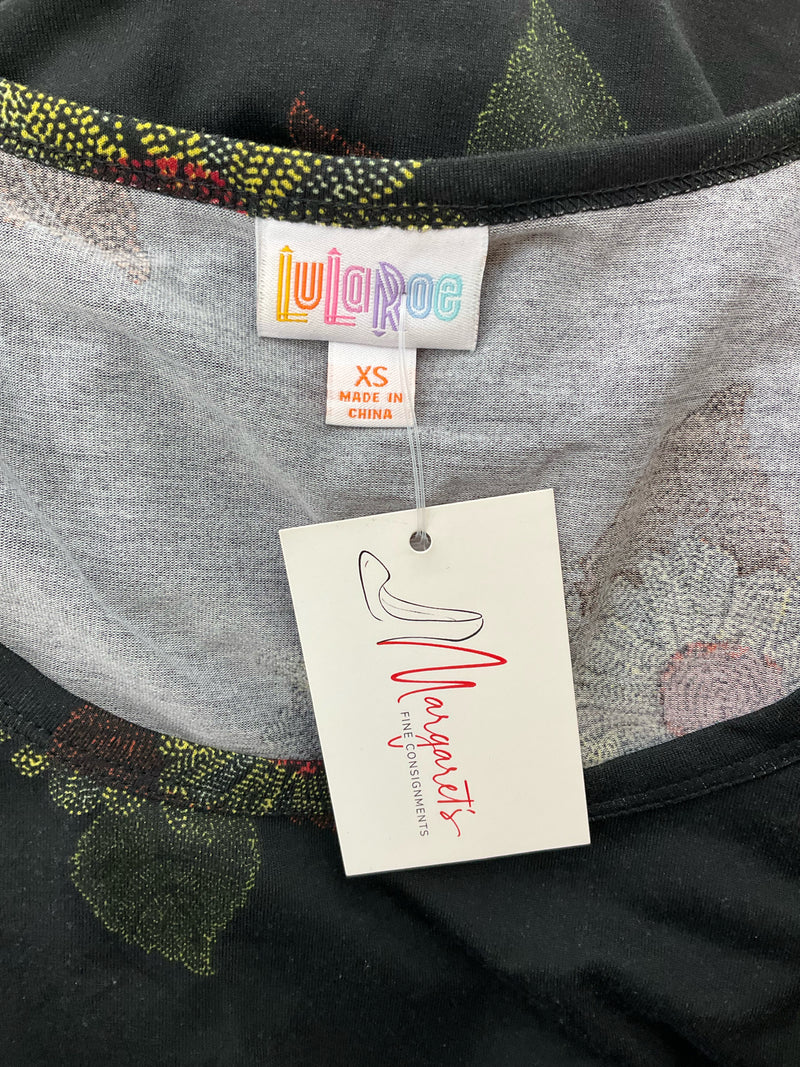 LuLaRoe
XS
MADE IN
CHINA
Margaret's
FINE CONSIGNMENTS